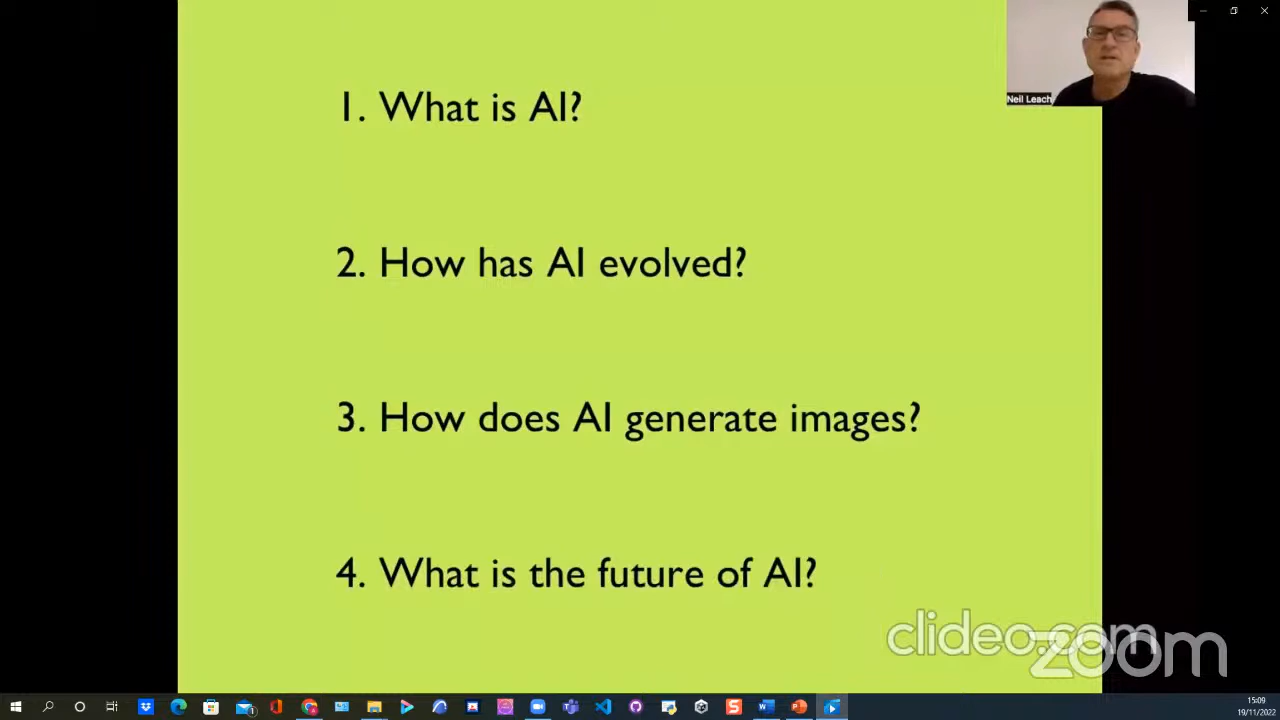 1. What is AI?
Neil Leach
2. How has AI evolved?
3. How does AI generate images?
4. What is the future of AI?
clideo.com
zoom
15:09
19/11/2022